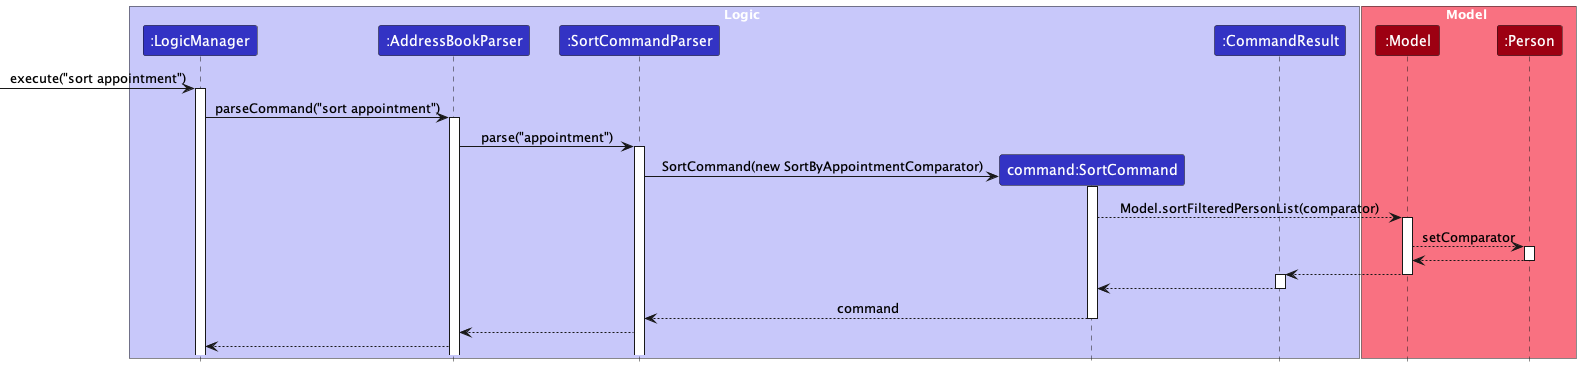 Logic
Model
:LogicManager
:AddressBookParser
:SortCommandParser
:CommandResult
:Model
:Person
execute("sort appointment")
parseCommand("sort appointment")
parse("appointment")
SortCommand(new SortByAppointmentComparator)
command:SortCommand
Model.sortFilteredPersonList(comparator)
setComparator
command